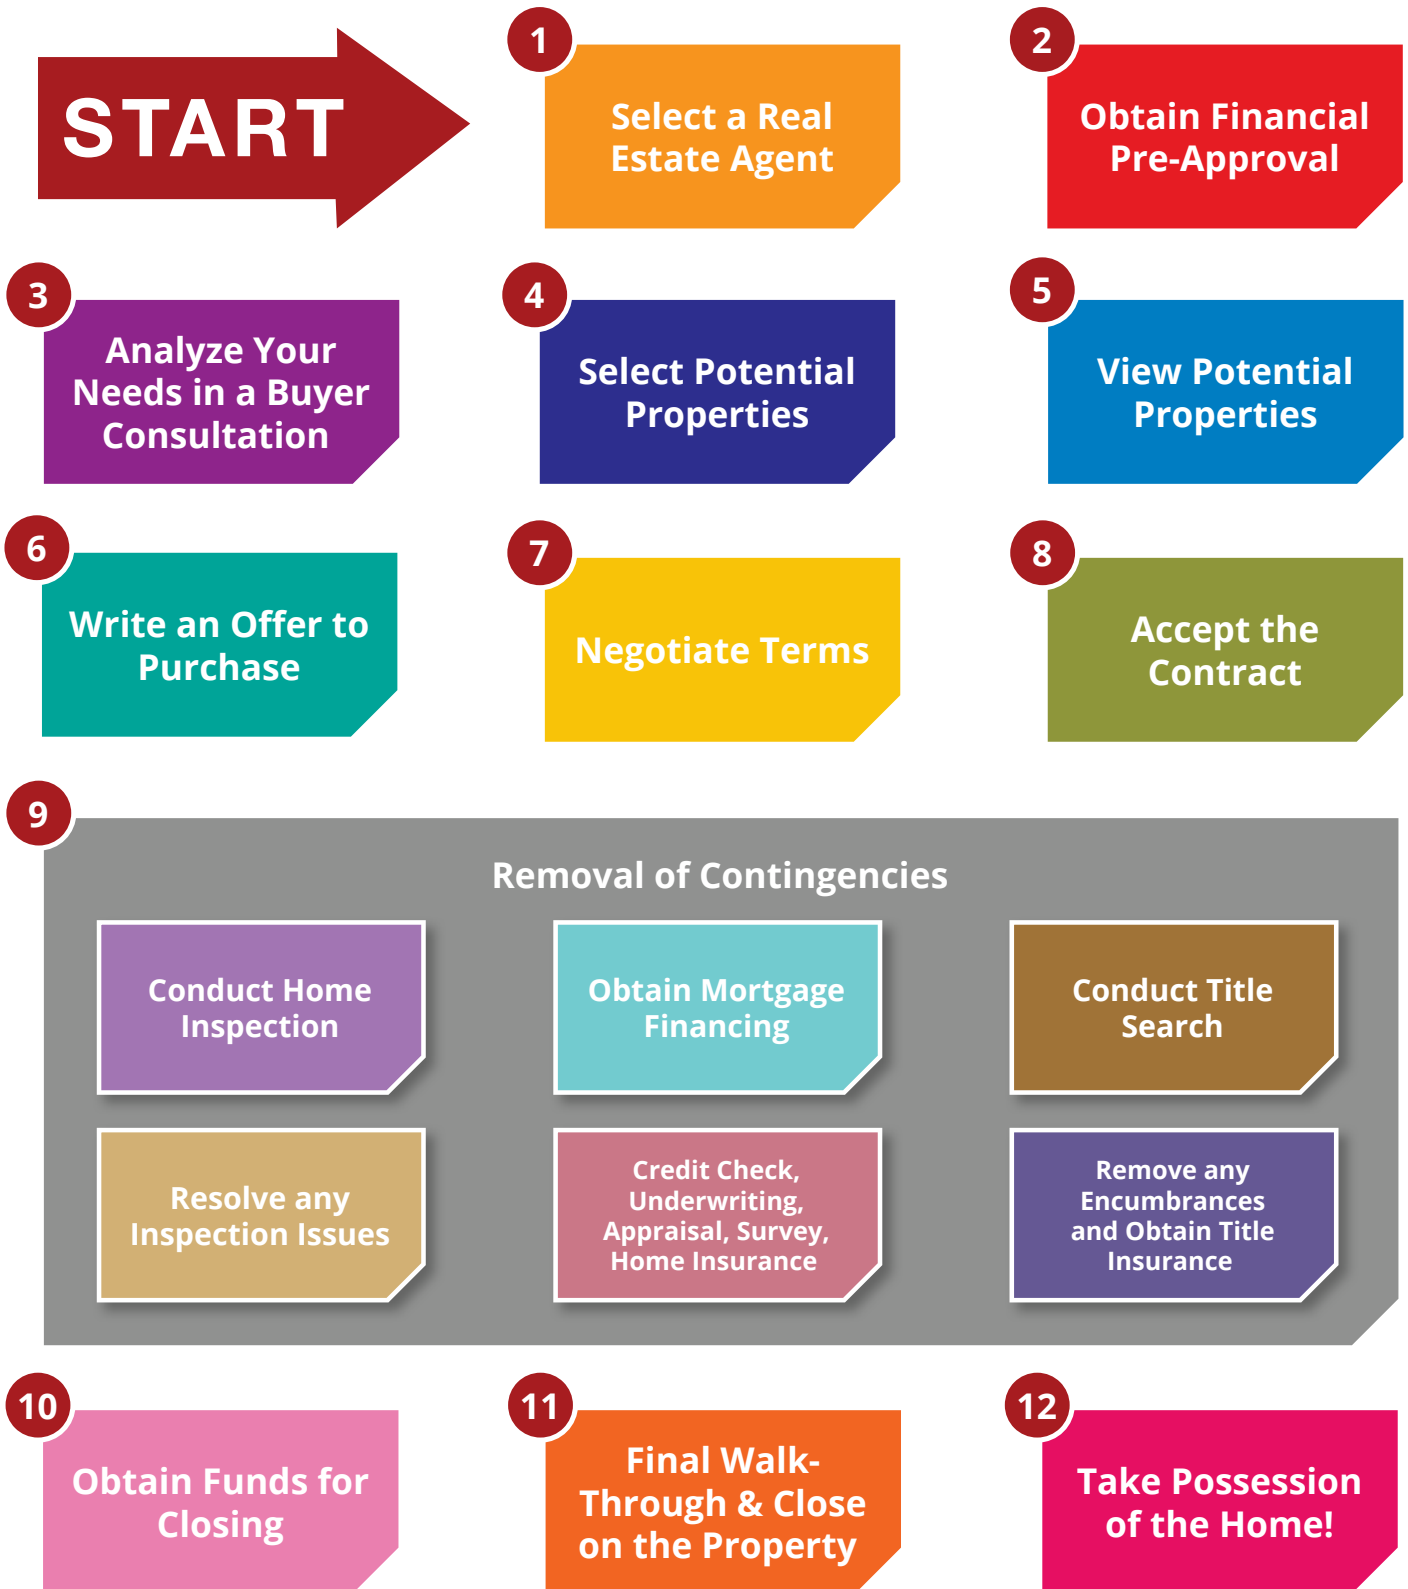 START
1
Select a Real
Estate Agent
2
Obtain Financial
Pre-Approval
3
Analyze Your
Needs in a Buyer
Consultation
4
Select Potential
Properties
5
View Potential
Properties
6
Write an Offer to
Purchase
7
Negotiate Terms
8
Accept the
Contract
9
Removal of Contingencies
Conduct Home
Inspection
Obtain Mortgage
Financing
Conduct Title
Search
Resolve any
Inspection Issues
Credit Check,
Underwriting,
Appraisal, Survey,
Home Insurance
Remove any
Encumbrances
and Obtain Title
Insurance
10
Obtain Funds for
Closing
11
Final Walk-
Through & Close
on the Property
12
Take Possession
of the Home!